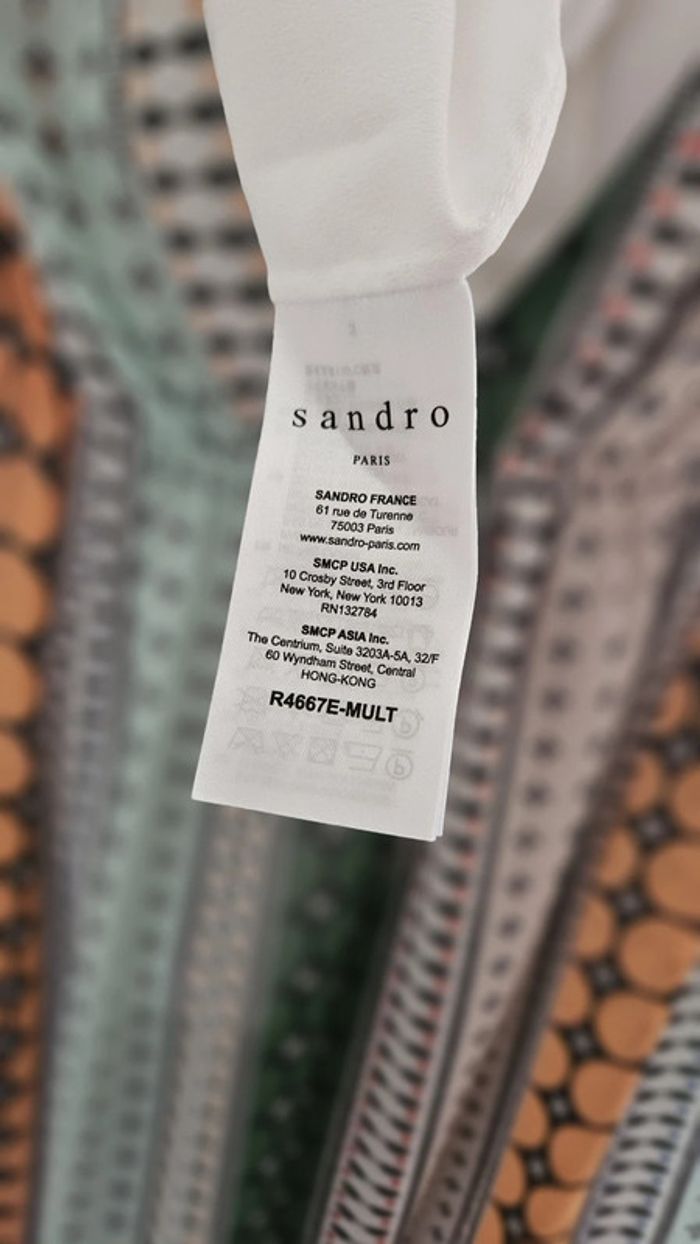 sandro
PARIS
SANDRO FRANCE
61 rue de Turenne
75003 Paris
www.sandro-paris.com
SMCP USA Inc.
10 Crosby Street, 3rd Floor
New York, New York 10013
RN132784
SMCP ASIA Inc.
The Centrium, Suite 3203A-5A, 32/F
60 Wyndham Street, Central
HONG-KONG
R4667E-MULT